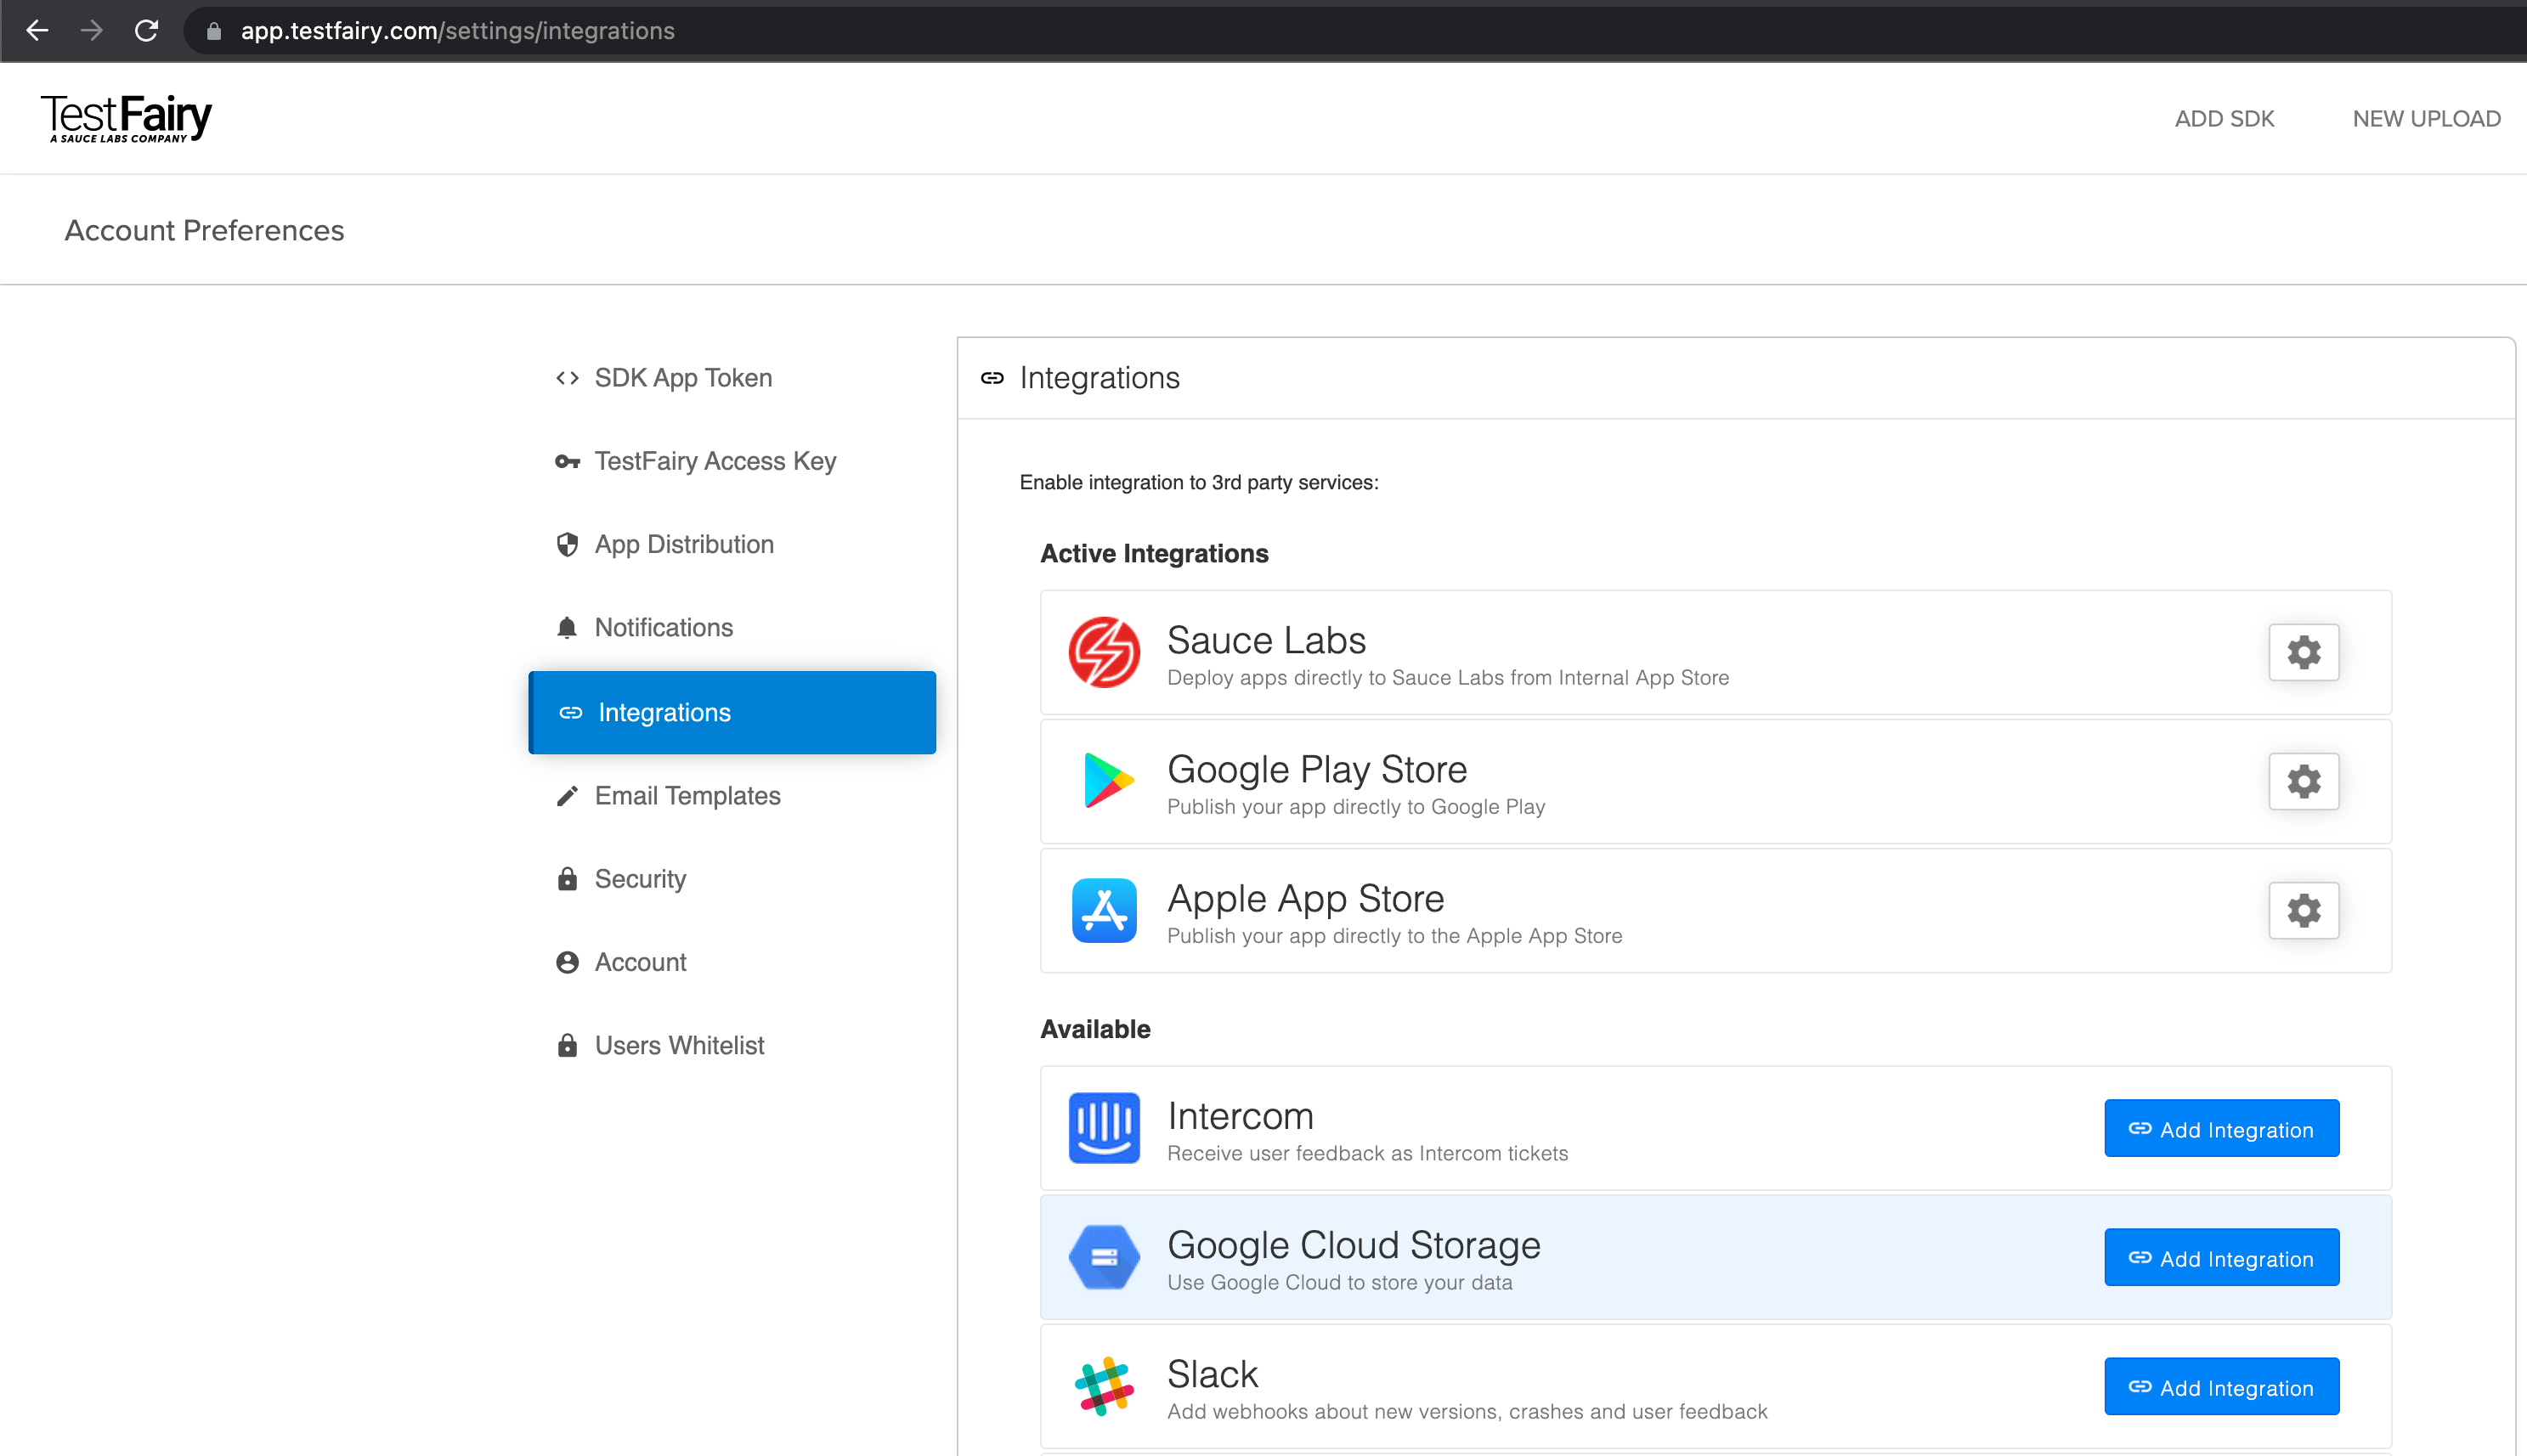 app.testfairy.com/settings/integrations
TestFairy
A SAUCE LABS COMPANY
ADD SDK
NEW UPLOAD
Account Preferences
SDK App Token
TestFairy Access Key
App Distribution
Notifications
Integrations
Email Templates
Security
Account
Users Whitelist
Integrations
Enable integration to 3rd party services:
Active Integrations
Sauce Labs
Deploy apps directly to Sauce Labs from Internal App Store
Google Play Store
Publish your app directly to Google Play
Apple App Store
Publish your app directly to the Apple App Store
Available
Intercom
Receive user feedback as Intercom tickets
Add Integration
Google Cloud Storage
Use Google Cloud to store your data
Add Integration
Slack
Add webhooks about new versions, crashes and user feedback
Add Integration